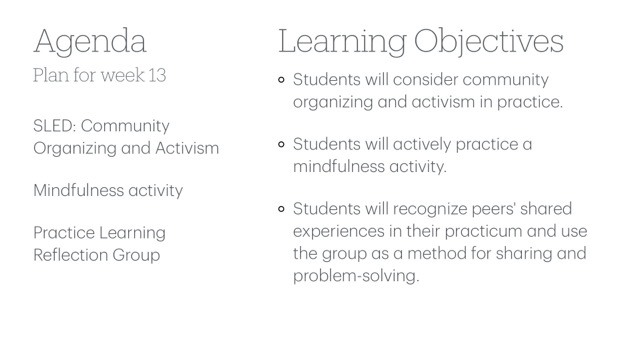 Agenda
Plan for week 13
SLED: Community
Organizing and Activism
Mindfulness activity
Practice Learning
Reflection Group
Learning Objectives
Students will consider community
organizing and activism in practice.
Students will actively practice a
mindfulness activity.
Students will recognize peers' shared
experiences in their practicum and use
the group as a method for sharing and
problem-solving.